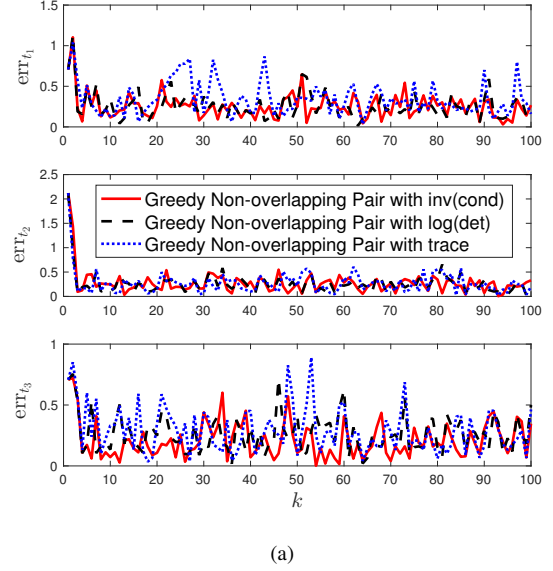 1.5
1
0.5
0
err_{t_1}
0 10 20 30 40 50 60 70 80 90 100
2.5
2
1.5
1
0.5
0
err_{t_2}
Greedy Non-overlapping Pair with inv(cond)
Greedy Non-overlapping Pair with log(det)
Greedy Non-overlapping Pair with trace
0 10 20 30 40 50 60 70 80 90 100
1
0.5
0
err_{t_3}
0 10 20 30 40 50 60 70 80 90 100
k
(a)